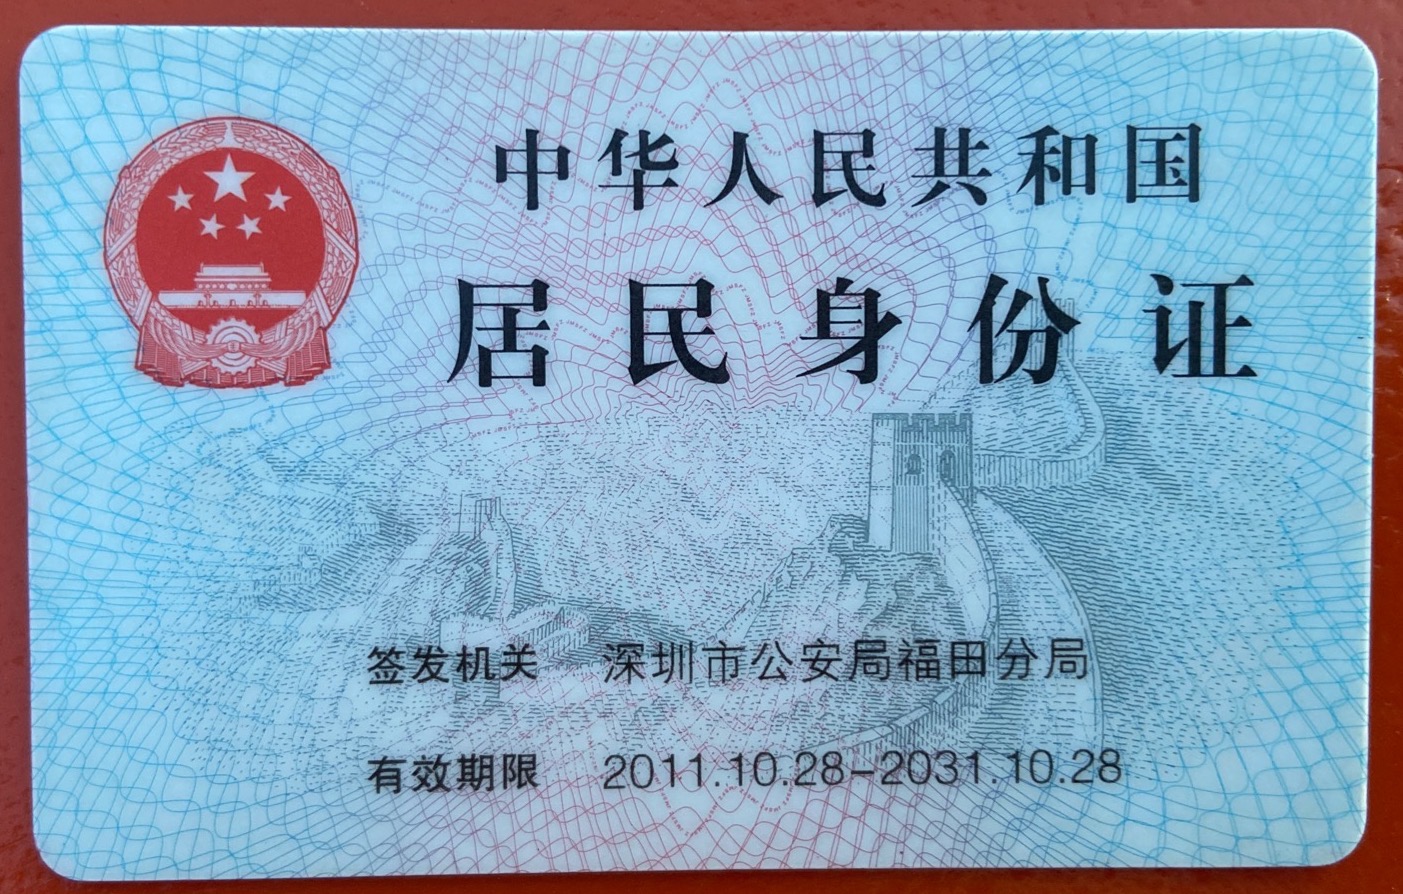 中华人民共和国
居民身份证
签发机关 深圳市公安局福田分局
有效期限 2011.10.28-2031.10.28